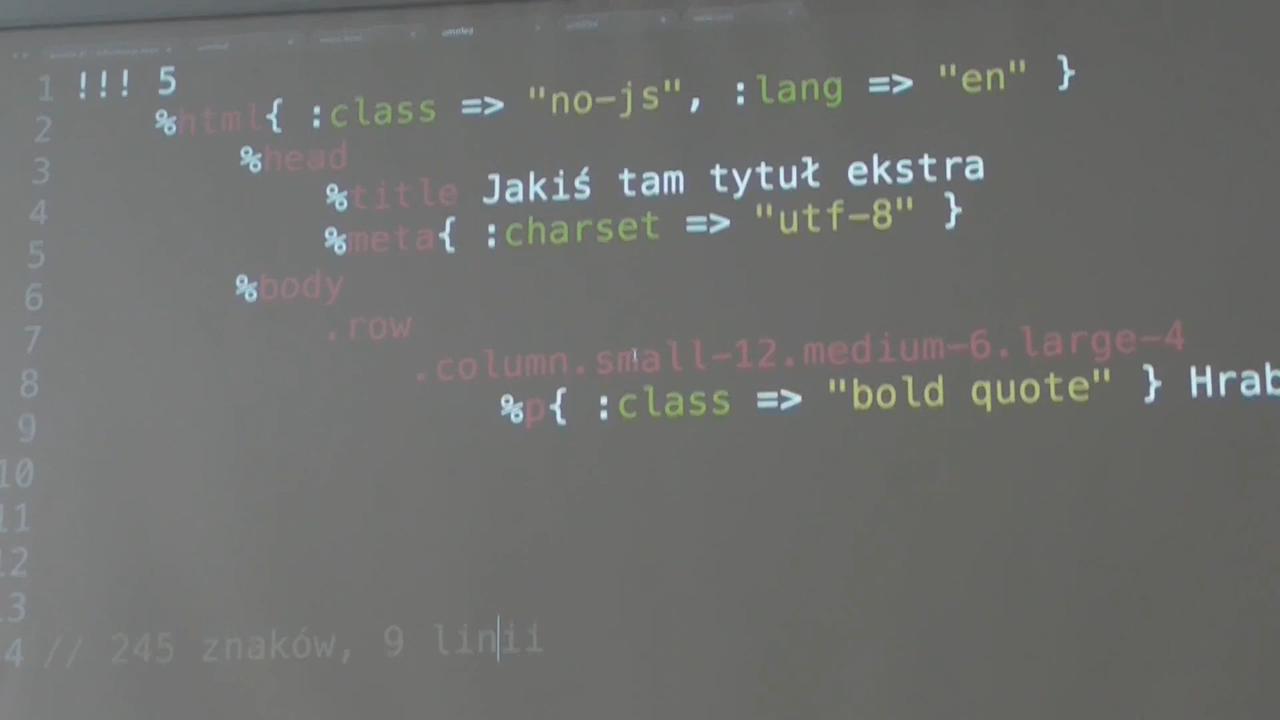 1 !!! 5
2 %html{ :class => "no-js", :lang => "en" }
3 %head
4 %title Jakiś tam tytuł ekstra
5 %meta{ :charset => "utf-8" }
6 %body
7 .row
8 .column.small-12.medium-6.large-4
9 %p{ :class => "bold quote" } Hrab
10
11
12
13
14 // 245 znaków, 9 linii